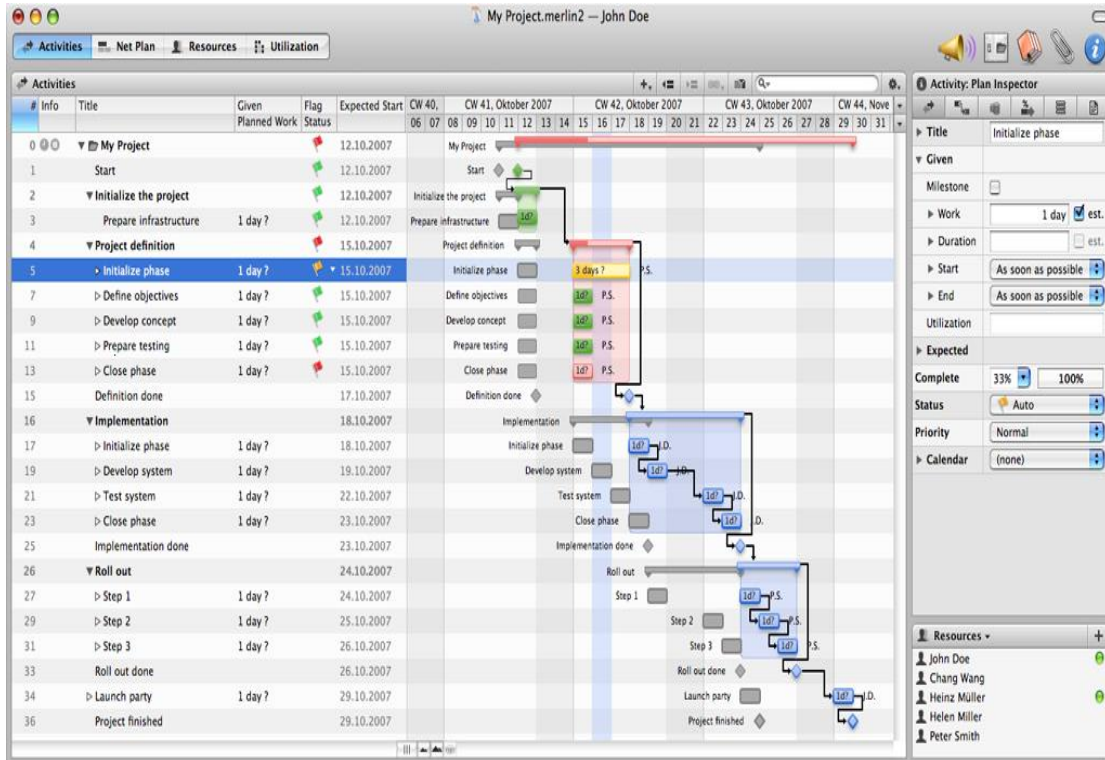 My Project.merlin2 — John Doe
Activities Net Plan Resources Utilization
Activities
# Info Title Given Planned Work Flag Status Expected Start CW 40, CW 41, Oktober 2007 CW 42, Oktober 2007 CW 43, Oktober 2007 CW 44, Nove
06 07 08 09 10 11 12 13 14 15 16 17 18 19 20 21 22 23 24 25 26 27 28 29 30 31
0 My Project 12.10.2007 My Project
1 Start 12.10.2007 Start
2 Initialize the project 12.10.2007 Initialize the project
3 Prepare infrastructure 1 day ? 12.10.2007 Prepare infrastructure 1d?
4 Project definition 15.10.2007 Project definition
5 Initialize phase 1 day ? 15.10.2007 Initialize phase 3 days ? P.S.
7 Define objectives 1 day ? 15.10.2007 Define objectives 1d? P.S.
9 Develop concept 1 day ? 15.10.2007 Develop concept 1d? P.S.
11 Prepare testing 1 day ? 15.10.2007 Prepare testing 1d? P.S.
13 Close phase 1 day ? 15.10.2007 Close phase 1d? P.S.
15 Definition done 17.10.2007 Definition done
16 Implementation 18.10.2007 Implementation
17 Initialize phase 1 day ? 18.10.2007 Initialize phase 1d? J.D.
19 Develop system 1 day ? 19.10.2007 Develop system 1d? J.D.
21 Test system 1 day ? 22.10.2007 Test system 1d? J.D.
23 Close phase 1 day ? 23.10.2007 Close phase 1d? J.D.
25 Implementation done 23.10.2007 Implementation done
26 Roll out 24.10.2007 Roll out
27 Step 1 1 day ? 24.10.2007 Step 1 1d? P.S.
29 Step 2 1 day ? 25.10.2007 Step 2 1d? P.S.
31 Step 3 1 day ? 26.10.2007 Step 3 1d? P.S.
33 Roll out done 26.10.2007 Roll out done
34 Launch party 1 day ? 29.10.2007 Launch party 1d? J.D.
36 Project finished 29.10.2007 Project finished
Activity: Plan Inspector
Title Initialize phase
Given
Milestone
Work 1 day est.
Duration est.
Start As soon as possible
End As soon as possible
Utilization
Expected
Complete 33% 100%
Status Auto
Priority Normal
Calendar (none)
Resources
John Doe
Chang Wang
Heinz Müller
Helen Miller
Peter Smith